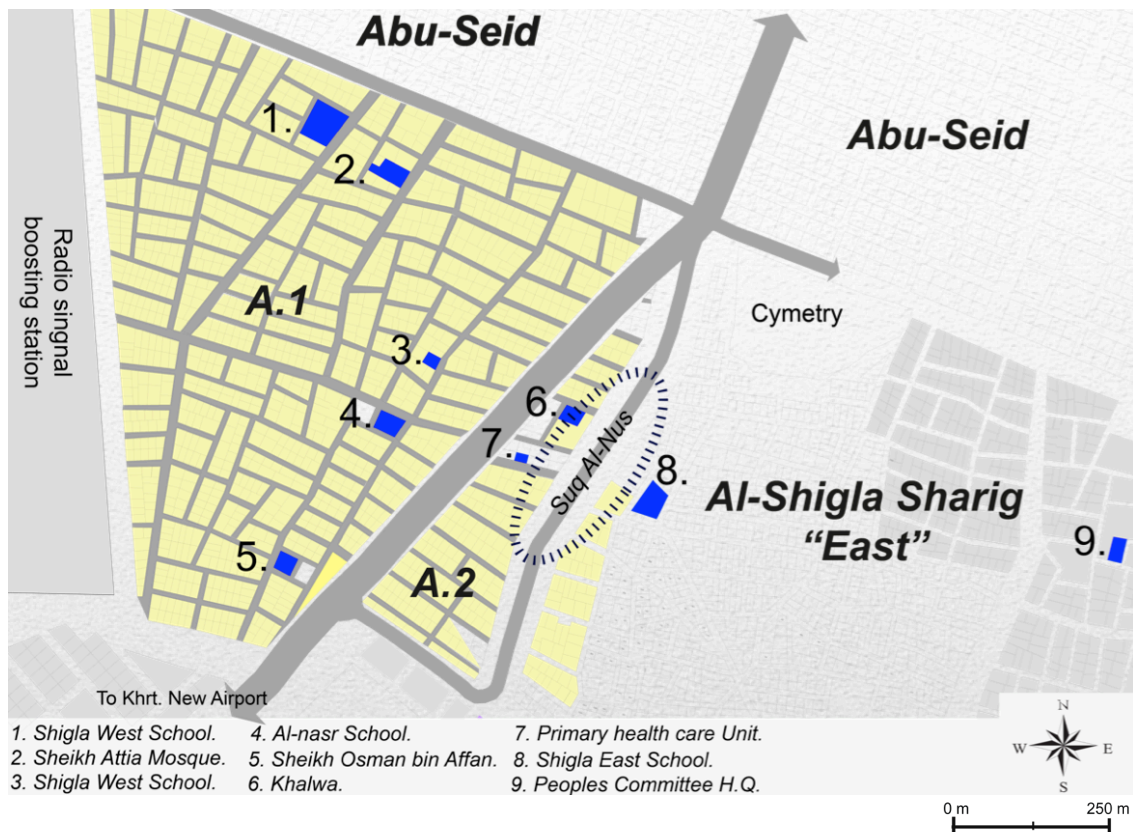 Abu-Seid
Abu-Seid
1.
2.
Radio singnal
boosting station
A.1
Cymetry
3.
4.
6.
7.
Suq Al-Nus
8.
Al-Shigla Sharig
“East”
9.
5.
A.2
To Khrt. New Airport
1. Shigla West School.
2. Sheikh Attia Mosque.
3. Shigla West School.
4. Al-nasr School.
5. Sheikh Osman bin Affan.
6. Khalwa.
7. Primary health care Unit.
8. Shigla East School.
9. Peoples Committee H.Q.
N
W E
S
0 m 250 m